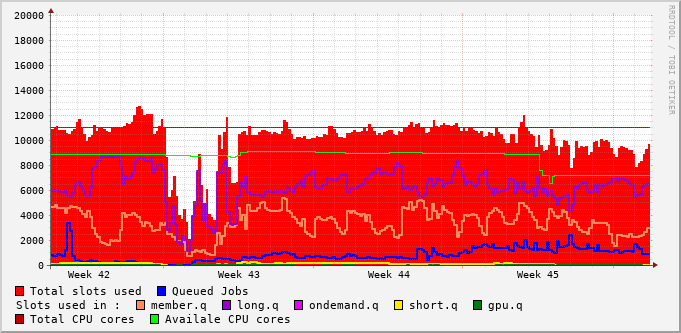 20000
18000
16000
14000
12000
10000
8000
6000
4000
2000
0
Week 42 Week 43 Week 44 Week 45
RRDTOOL / TOBI OETIKER
Total slots used Queued Jobs
Slots used in : member.q long.q ondemand.q short.q gpu.q
Total CPU cores Availale CPU cores